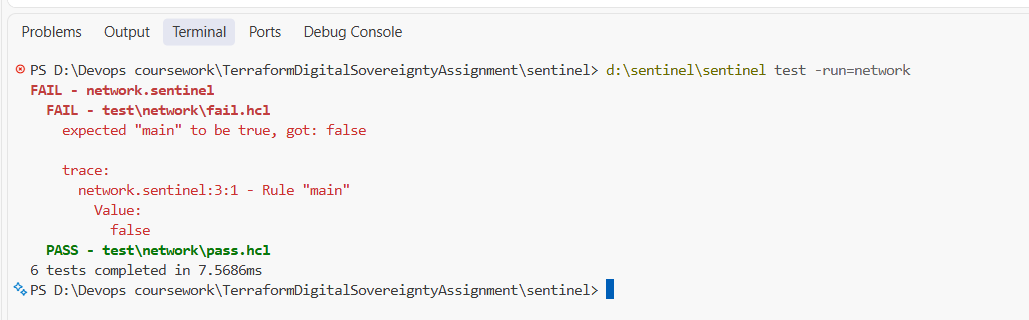 Problems Output Terminal Ports Debug Console
PS D:\Devops coursework\TerraformDigitalSovereigntyAssignment\sentinel> d:\sentinel\sentinel test -run=network
FAIL - network.sentinel
FAIL - test\network\fail.hcl
expected "main" to be true, got: false
trace:
network.sentinel:3:1 - Rule "main"
Value:
false
PASS - test\network\pass.hcl
6 tests completed in 7.5686ms
PS D:\Devops coursework\TerraformDigitalSovereigntyAssignment\sentinel>